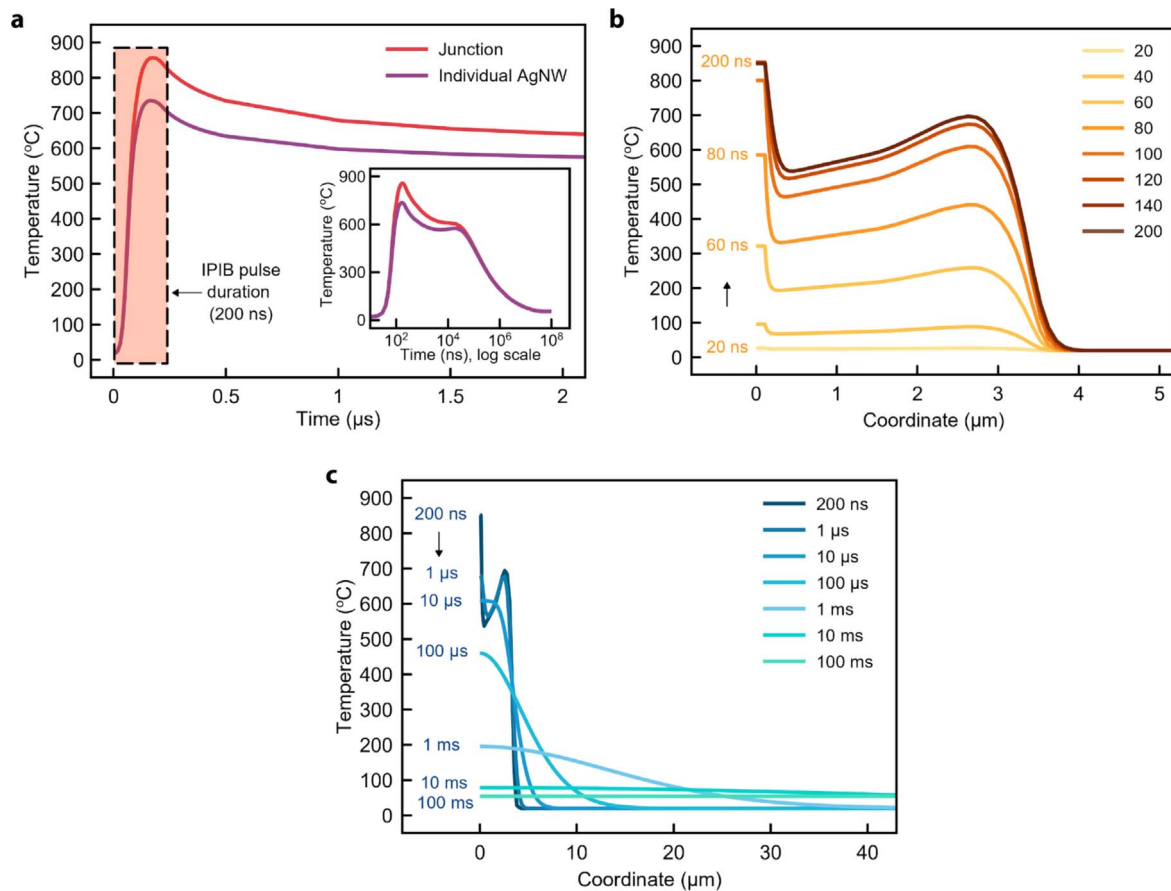 a
900
800
700
600
500
400
300
200
100
0
Temperature (°C)
0
0.5
1
1.5
2
Time (µs)
Junction
Individual AgNW
IPIB pulse
duration
(200 ns)
900
600
300
0
Temperature (°C)
10² 10⁴ 10⁶ 10⁸
Time (ns), log scale
b
900
800
700
600
500
400
300
200
100
0
Temperature (°C)
200 ns
80 ns
60 ns
20 ns
0 1 2 3 4 5
Coordinate (µm)
20
40
60
80
100
120
140
200
c
900
800
700
600
500
400
300
200
100
0
Temperature (°C)
200 ns
1 µs
10 µs
100 µs
1 ms
10 ms
100 ms
0 10 20 30 40
Coordinate (µm)
200 ns
1 µs
10 µs
100 µs
1 ms
10 ms
100 ms